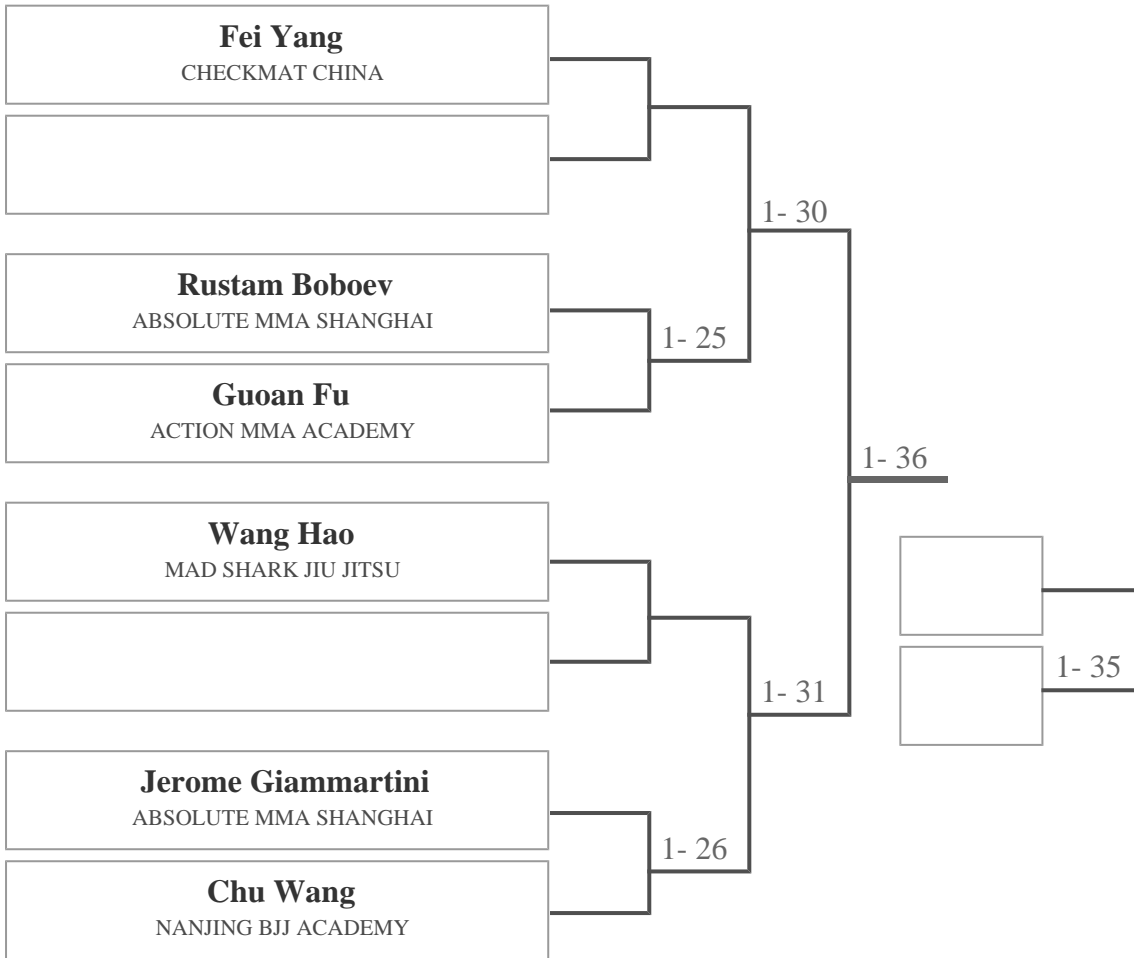 Fei Yang
CHECKMAT CHINA
1- 30
Rustam Boboev
ABSOLUTE MMA SHANGHAI
1- 25
Guoan Fu
ACTION MMA ACADEMY
1- 36
Wang Hao
MAD SHARK JIU JITSU
1- 35
1- 31
Jerome Giammartini
ABSOLUTE MMA SHANGHAI
1- 26
Chu Wang
NANJING BJJ ACADEMY